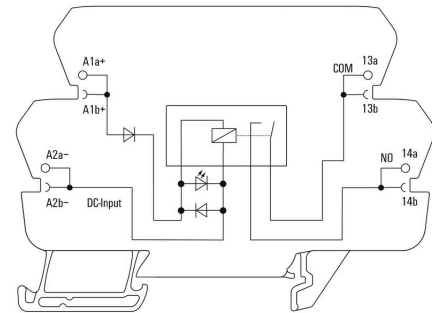 A1a+
A1b+
A2a–
A2b–
DC-Input
COM
13a
13b
NO
14a
14b